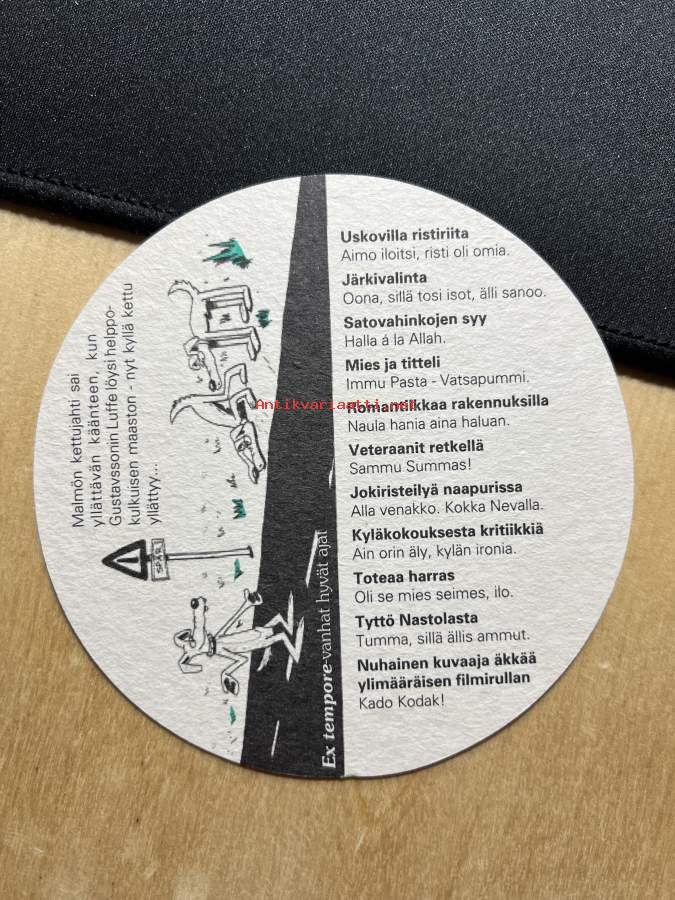 Malmön kettujahti sai
yllättävän käänteen, kun
Gustavssonin Luffe löysi helppo-
kulkuisen maaston - nyt kyllä kettu
yllättyy...
SPÅR
Ex tempore-vanhat hyvät ajat
Uskovilla ristiriita
Aimo iloitsi, risti oli omia.
Järkivalinta
Oona, sillä tosi isot, älli sanoo.
Satovahinkojen syy
Halla á la Allah.
Mies ja titteli
Immu Pasta - Vatsapummi.
Antikvariaatti.net
Romantiikkaa rakennuksilla
Naula hania aina haluan.
Veteraanit retkellä
Sammu Summas!
Jokiristeilyä naapurissa
Alla venakko. Kokka Nevalla.
Kyläkokouksesta kritiikkiä
Ain orin äly, kylän ironia.
Toteaa harras
Oli se mies seimes, ilo.
Tyttö Nastolasta
Tumma, sillä ällis ammut.
Nuhainen kuvaaja äkkää
ylimääräisen filmirullan
Kado Kodak!